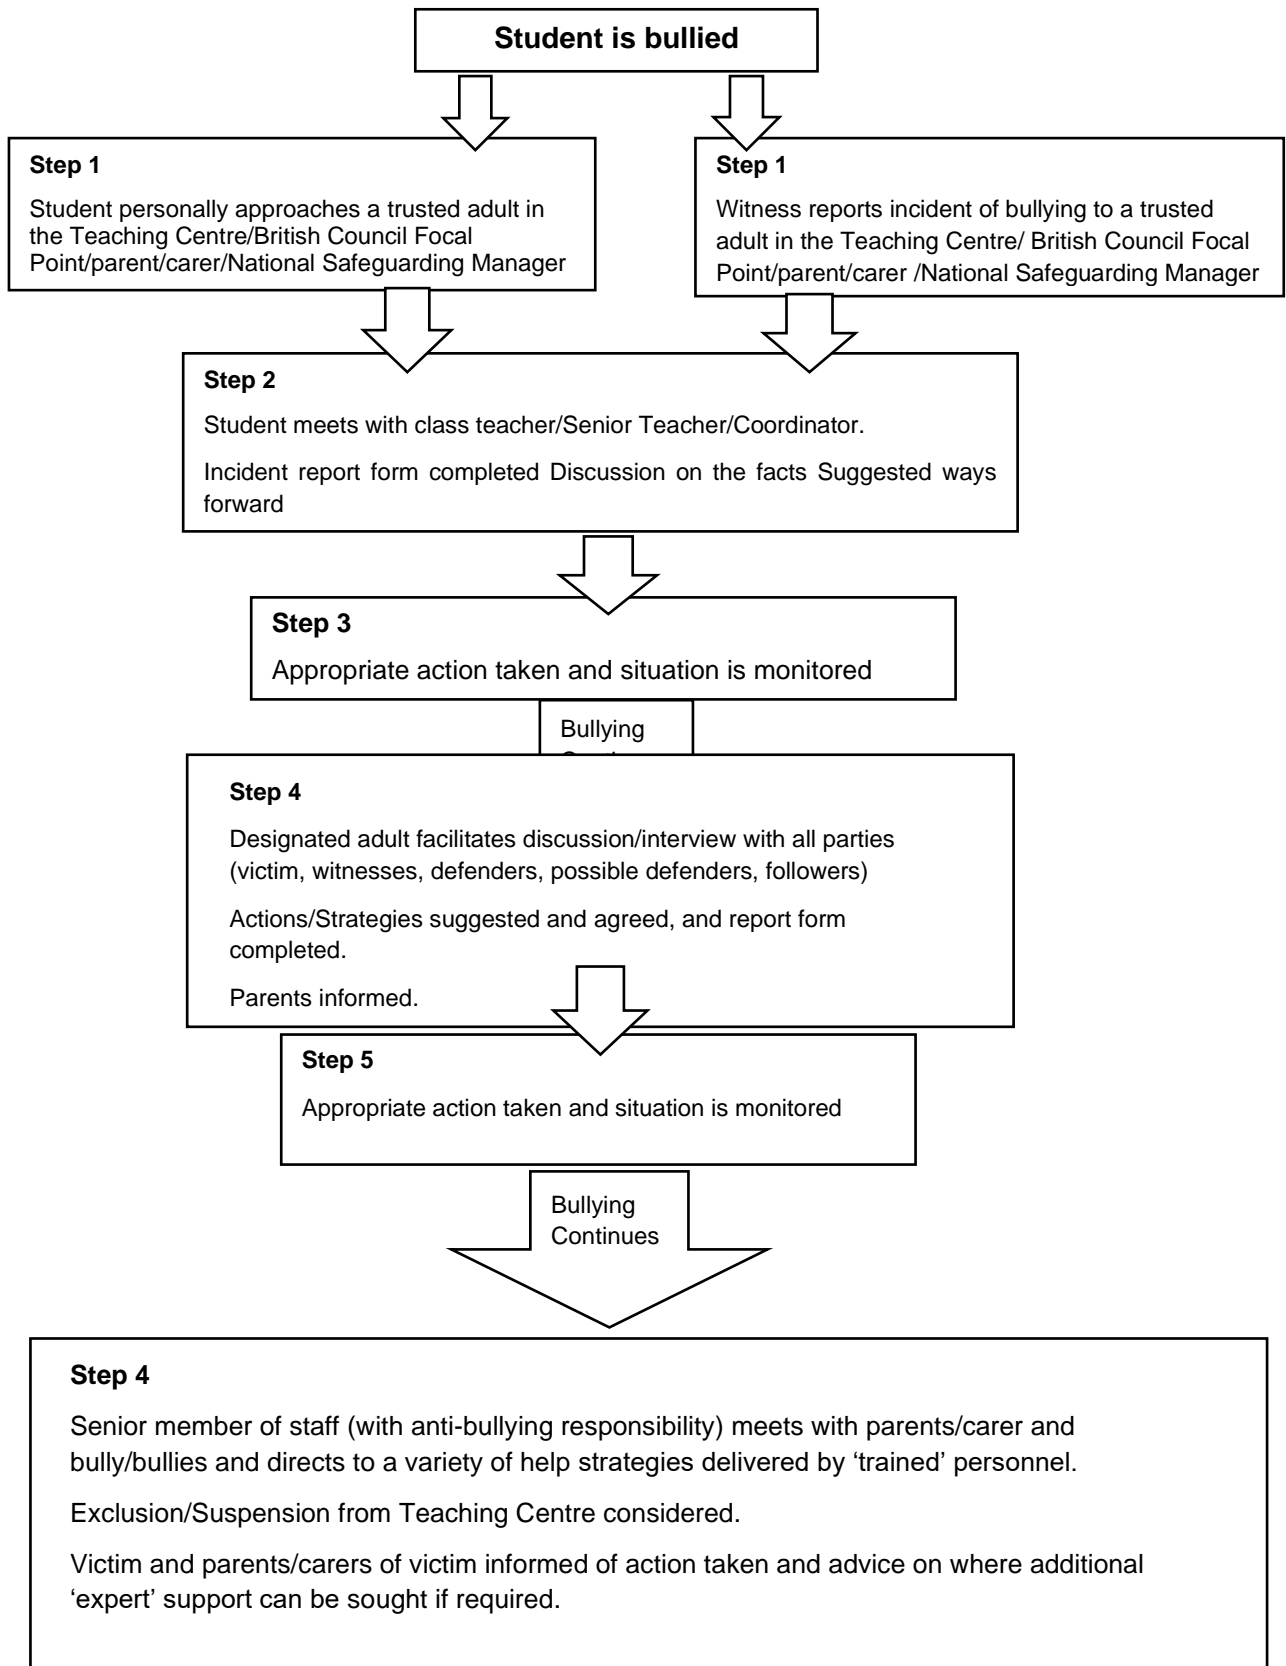 Student is bullied
Step 1
Student personally approaches a trusted adult in
the Teaching Centre/British Council Focal
Point/parent/carer/National Safeguarding Manager
Step 1
Witness reports incident of bullying to a trusted
adult in the Teaching Centre/ British Council Focal
Point/parent/carer /National Safeguarding Manager
Step 2
Student meets with class teacher/Senior Teacher/Coordinator.
Incident report form completed Discussion on the facts Suggested ways
forward
Step 3
Appropriate action taken and situation is monitored
Bullying
Step 4
Designated adult facilitates discussion/interview with all parties
(victim, witnesses, defenders, possible defenders, followers)
Actions/Strategies suggested and agreed, and report form
completed.
Parents informed.
Step 5
Appropriate action taken and situation is monitored
Bullying
Continues
Step 4
Senior member of staff (with anti-bullying responsibility) meets with parents/carer and
bully/bullies and directs to a variety of help strategies delivered by ‘trained’ personnel.
Exclusion/Suspension from Teaching Centre considered.
Victim and parents/carers of victim informed of action taken and advice on where additional
‘expert’ support can be sought if required.